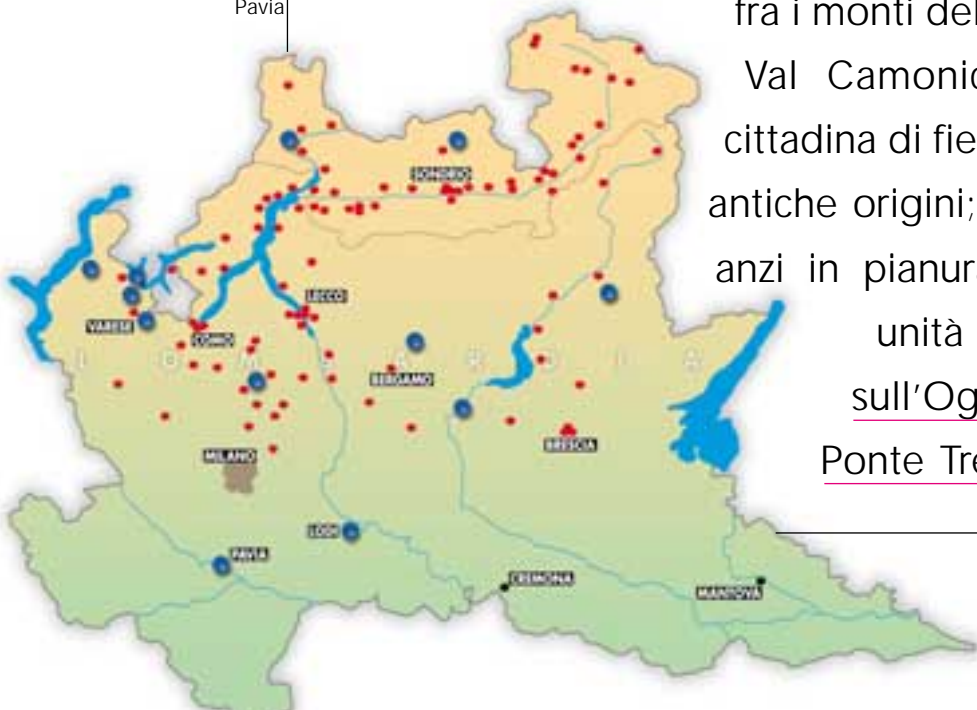 Pavia
fra i monti del
Val Camonic
cittadina di fie
antiche origini;
anzi in pianura
unità
sull'Og
Ponte Tre
SONDRIO
LECCO
VARESE
COMO
L O M B A R D I A
BERGAMO
BRESCIA
MILANO
LODI
PAVIA
CREMONA
MANTOVA